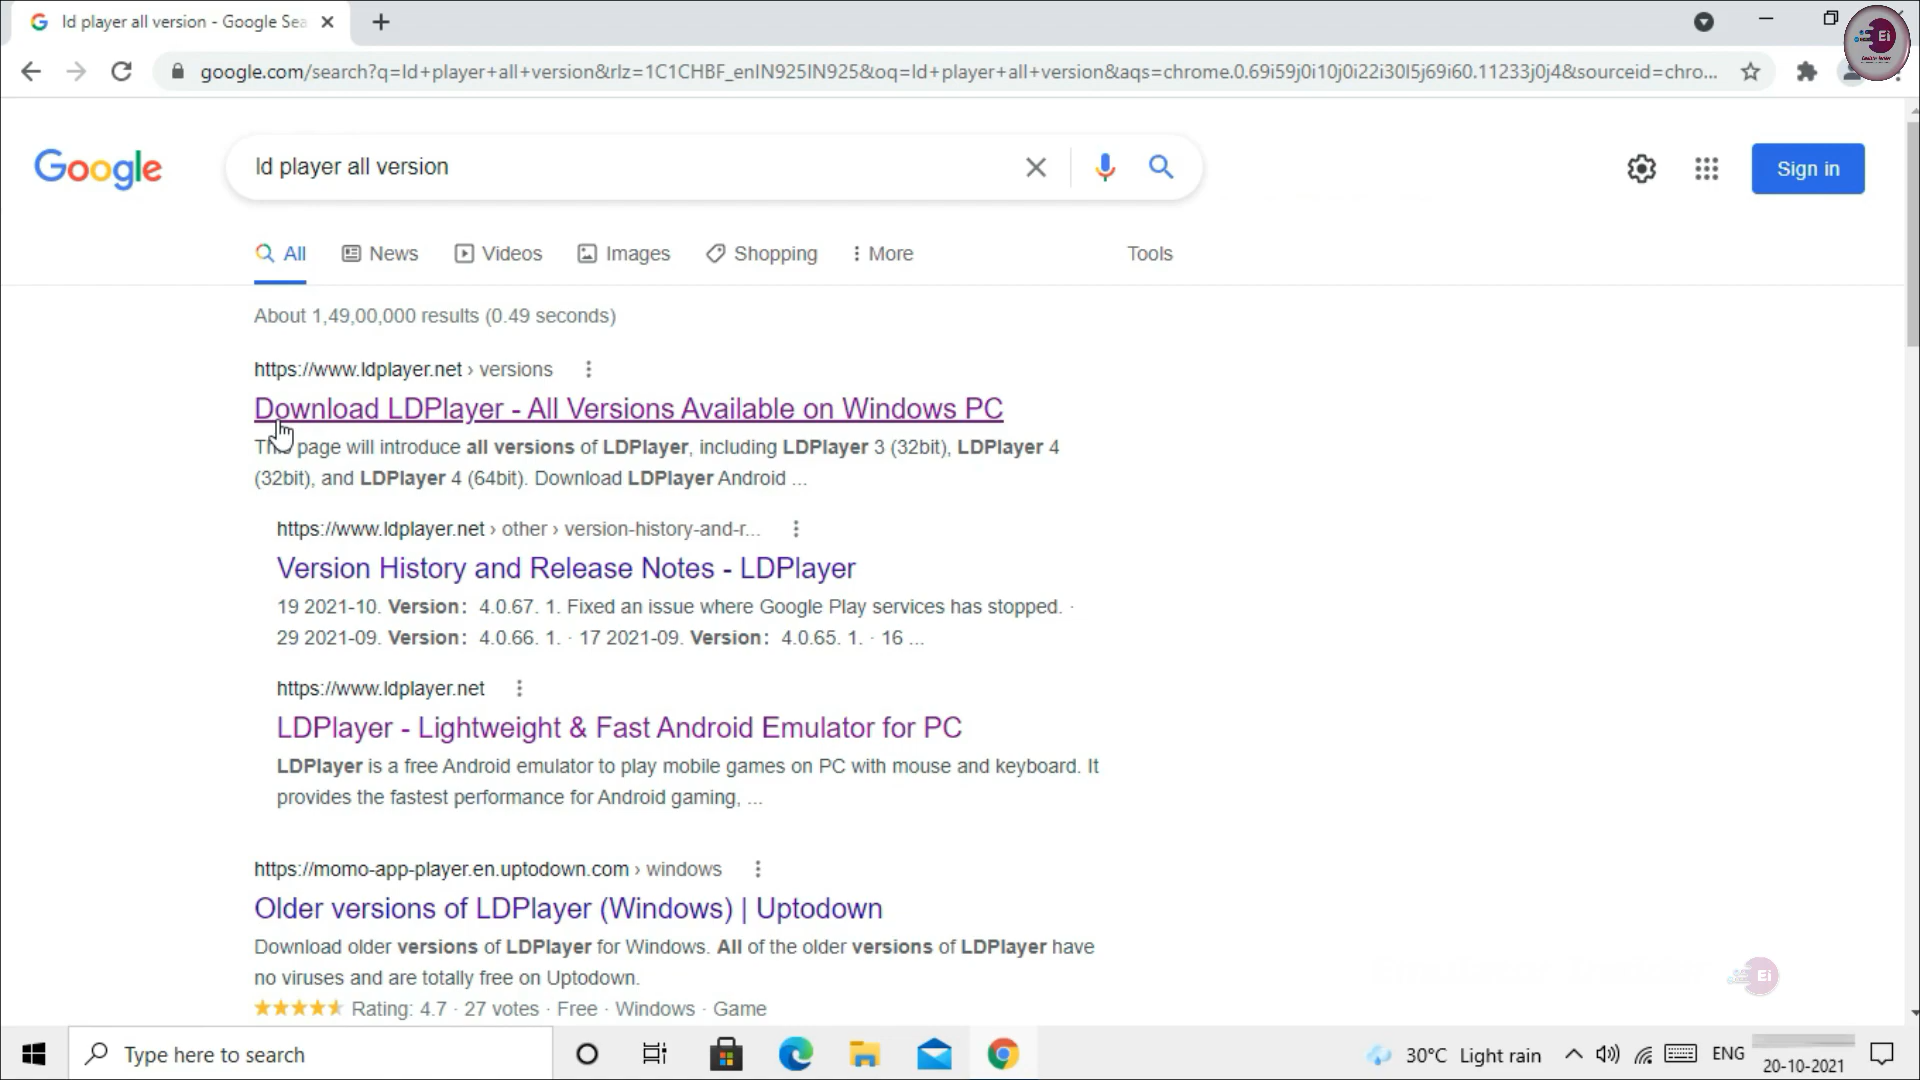 ld player all version - Google Sea
google.com/search?q=ld+player+all+version&rlz=1C1CHBF_enIN925IN925&oq=ld+player+all+version&aqs=chrome.0.69i59j0i10j0i22i30l5j69i60.11233j0j4&sourceid=chro...
Ei
Google
ld player all version
Sign in
All News Videos Images Shopping More Tools
About 1,49,00,000 results (0.49 seconds)
https://www.ldplayer.net › versions
Download LDPlayer - All Versions Available on Windows PC
This page will introduce all versions of LDPlayer, including LDPlayer 3 (32bit), LDPlayer 4
(32bit), and LDPlayer 4 (64bit). Download LDPlayer Android ...
https://www.ldplayer.net › other › version-history-and-r...
Version History and Release Notes - LDPlayer
19 2021-10. Version： 4.0.67. 1. Fixed an issue where Google Play services has stopped. ·
29 2021-09. Version： 4.0.66. 1. · 17 2021-09. Version： 4.0.65. 1. · 16 ...
https://www.ldplayer.net
LDPlayer - Lightweight & Fast Android Emulator for PC
LDPlayer is a free Android emulator to play mobile games on PC with mouse and keyboard. It
provides the fastest performance for Android gaming, ...
https://momo-app-player.en.uptodown.com › windows
Older versions of LDPlayer (Windows) | Uptodown
Download older versions of LDPlayer for Windows. All of the older versions of LDPlayer have
no viruses and are totally free on Uptodown.
Rating: 4.7 · 27 votes · Free · Windows · Game
Ei
Type here to search
30°C Light rain
ENG
20-10-2021